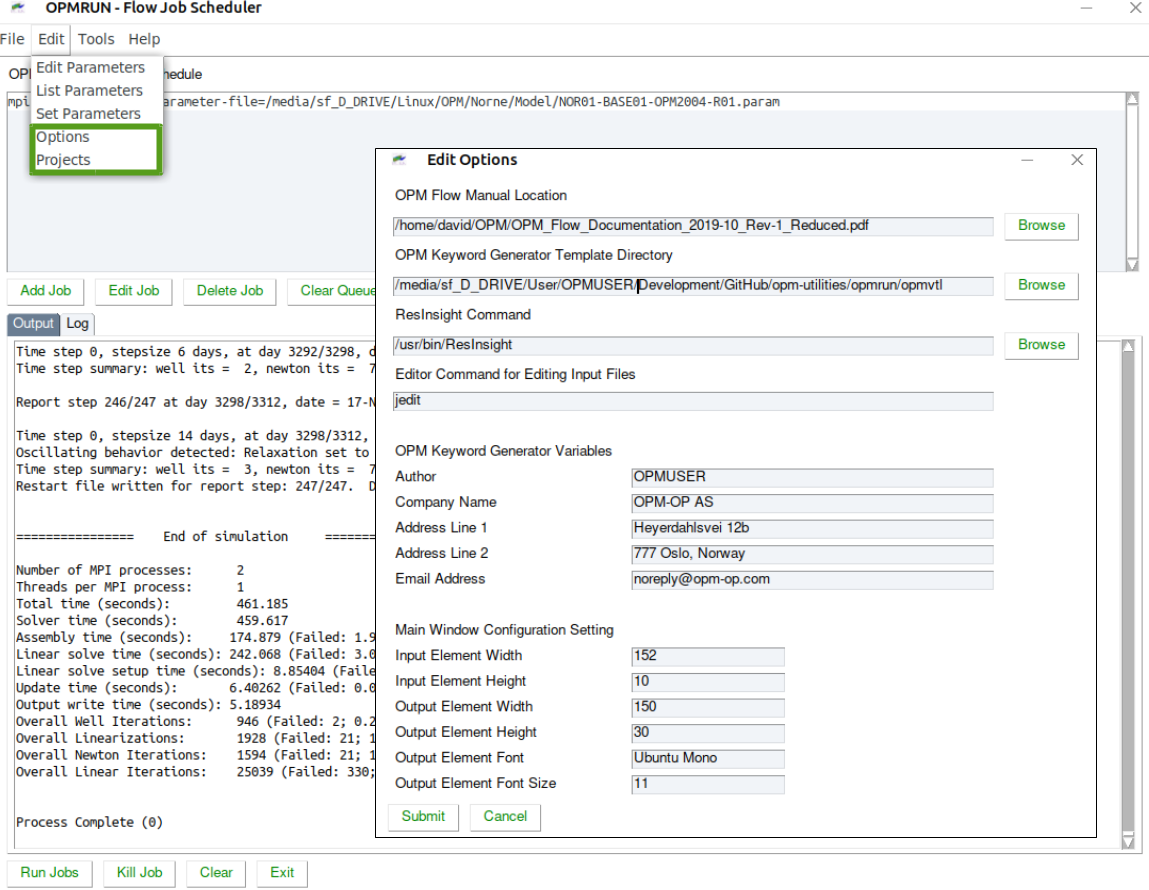 OPMRUN - Flow Job Scheduler
File Edit Tools Help
Edit Parameters
List Parameters
Set Parameters
Options
Projects
OP hedule
mpi arameter-file=/media/sf_D_DRIVE/Linux/OPM/Norne/Model/NOR01-BASE01-OPM2004-R01.param
Add Job Edit Job Delete Job Clear Queue
Output Log
Time step 0, stepsize 6 days, at day 3292/3298, d
Time step summary: well its = 2, newton its = 7
Report step 246/247 at day 3298/3312, date = 17-N
Time step 0, stepsize 14 days, at day 3298/3312,
Oscillating behavior detected: Relaxation set to
Time step summary: well its = 3, newton its = 7
Restart file written for report step: 247/247. D
================ End of simulation =======
Number of MPI processes: 2
Threads per MPI process: 1
Total time (seconds): 461.185
Solver time (seconds): 459.617
Assembly time (seconds): 174.879 (Failed: 1.9
Linear solve time (seconds): 242.068 (Failed: 3.0
Linear solve setup time (seconds): 8.85404 (Faile
Update time (seconds): 6.40262 (Failed: 0.0
Output write time (seconds): 5.18934
Overall Well Iterations: 946 (Failed: 2; 0.2
Overall Linearizations: 1928 (Failed: 21; 1
Overall Newton Iterations: 1594 (Failed: 21; 1
Overall Linear Iterations: 25039 (Failed: 330;
Process Complete (0)
Run Jobs Kill Job Clear Exit
Edit Options
OPM Flow Manual Location
/home/david/OPM/OPM_Flow_Documentation_2019-10_Rev-1_Reduced.pdf Browse
OPM Keyword Generator Template Directory
/media/sf_D_DRIVE/User/OPMUSER/Development/GitHub/opm-utilities/opmrun/opmvtl Browse
ResInsight Command
/usr/bin/ResInsight Browse
Editor Command for Editing Input Files
jedit
OPM Keyword Generator Variables
Author OPMUSER
Company Name OPM-OP AS
Address Line 1 Heyerdahlsvei 12b
Address Line 2 777 Oslo, Norway
Email Address noreply@opm-op.com
Main Window Configuration Setting
Input Element Width 152
Input Element Height 10
Output Element Width 150
Output Element Height 30
Output Element Font Ubuntu Mono
Output Element Font Size 11
Submit Cancel